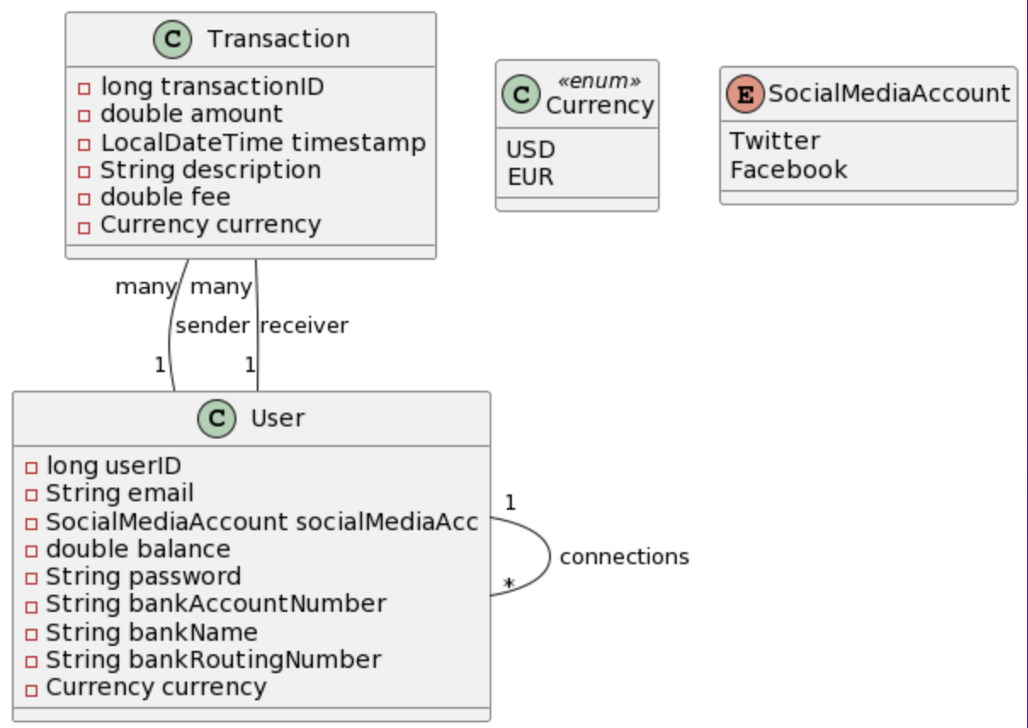 C Transaction
long transactionID
double amount
LocalDateTime timestamp
String description
double fee
Currency currency
C «enum»
Currency
USD
EUR
E SocialMediaAccount
Twitter
Facebook
many many
sender receiver
1 1
C User
long userID
String email
SocialMediaAccount socialMediaAcc
double balance
String password
String bankAccountNumber
String bankName
String bankRoutingNumber
Currency currency
1
connections
*